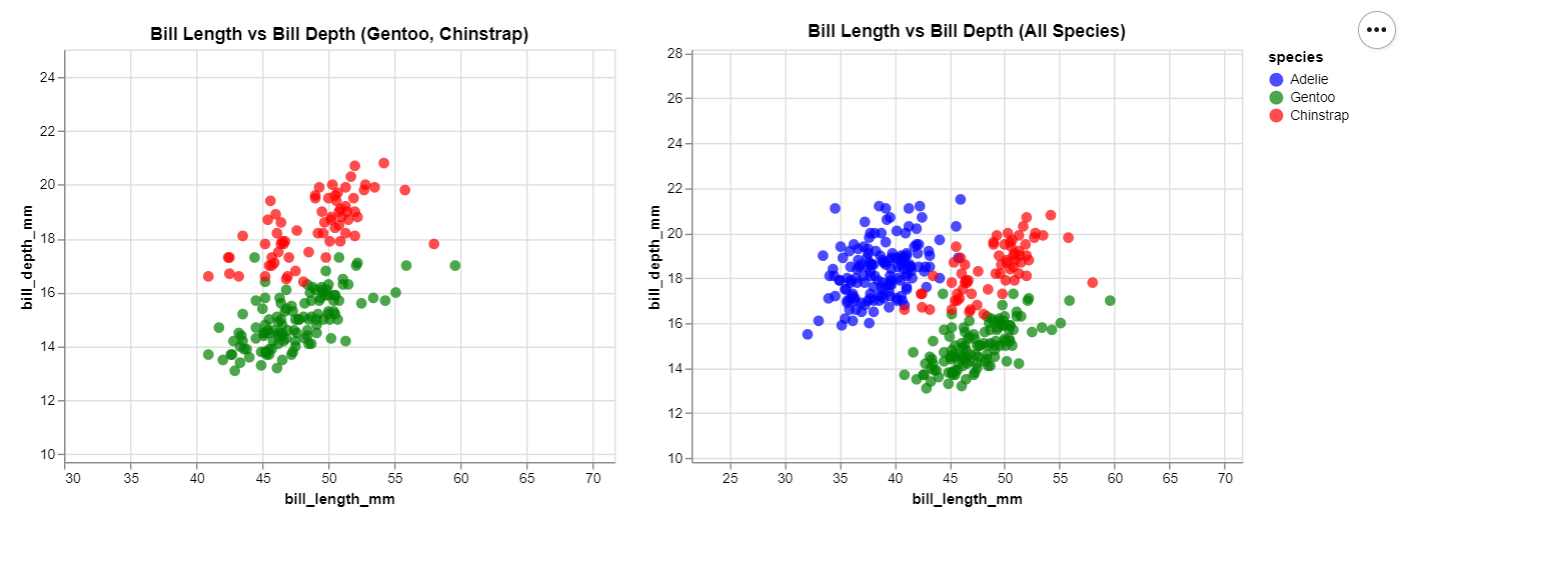 Bill Length vs Bill Depth (Gentoo, Chinstrap)
24
22
20
18
16
14
12
10
bill_depth_mm
30 35 40 45 50 55 60 65 70
bill_length_mm
Bill Length vs Bill Depth (All Species)
28
26
24
22
20
18
16
14
12
10
bill_depth_mm
25 30 35 40 45 50 55 60 65 70
bill_length_mm
species
Adelie
Gentoo
Chinstrap